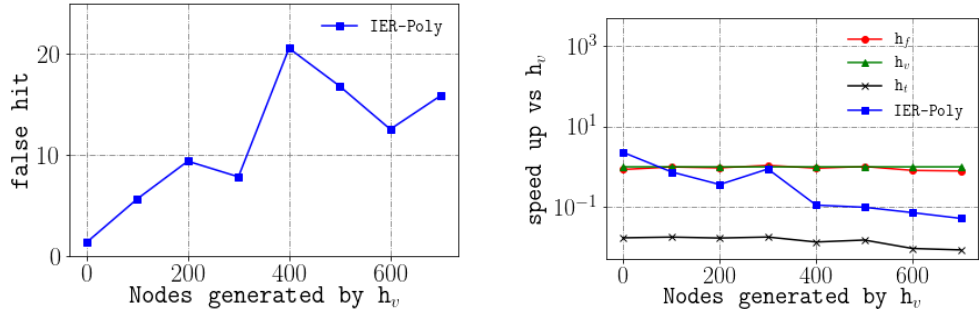 false hit
20
10
0
IER-Poly
0
200
400
600
Nodes generated by h_v
speed up vs h_v
10^3
10^1
10^{-1}
h_f
h_v
h_t
IER-Poly
0
200
400
600
Nodes generated by h_v